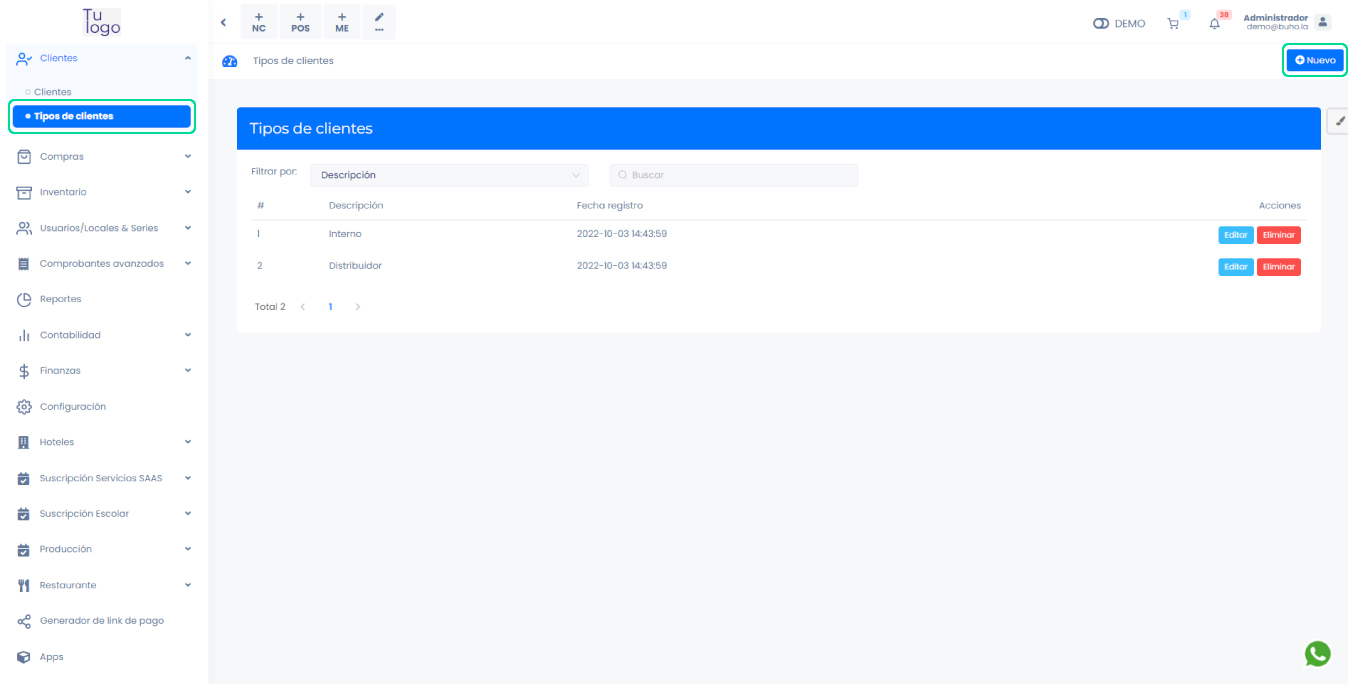 Tu
logo
Clientes
Clientes
Tipos de clientes
Compras
Inventario
Usuarios/Locales & Series
Comprobantes avanzados
Reportes
Contabilidad
Finanzas
Configuración
Hoteles
Suscripción Servicios SAAS
Suscripción Escolar
Producción
Restaurante
Generador de link de pago
Apps
NC
POS
ME
DEMO
1
38
Administrador
demo@buho.la
Tipos de clientes
Nuevo
Tipos de clientes
Filtrar por: Descripción Buscar
# Descripción Fecha registro Acciones
1 Interno 2022-10-03 14:43:59 Editar Eliminar
2 Distribuidor 2022-10-03 14:43:59 Editar Eliminar
Total 2 < 1 >